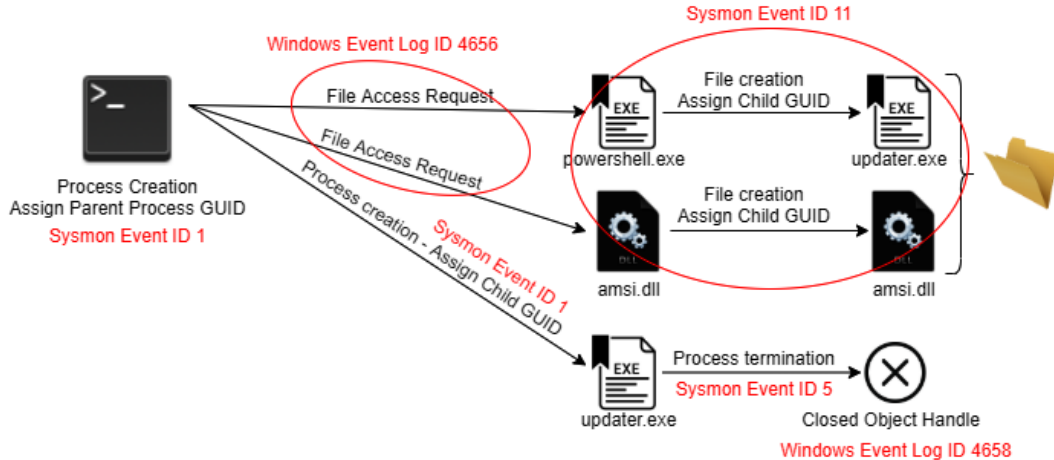 Sysmon Event ID 11
Windows Event Log ID 4656
>_
File Access Request
EXE
powershell.exe
File creation
Assign Child GUID
EXE
updater.exe
File Access Request
Process Creation
Assign Parent Process GUID
Sysmon Event ID 1
Process creation - Assign Child GUID
Sysmon Event ID 1
DLL
amsi.dll
File creation
Assign Child GUID
DLL
amsi.dll
EXE
updater.exe
Process termination
Sysmon Event ID 5
Closed Object Handle
Windows Event Log ID 4658